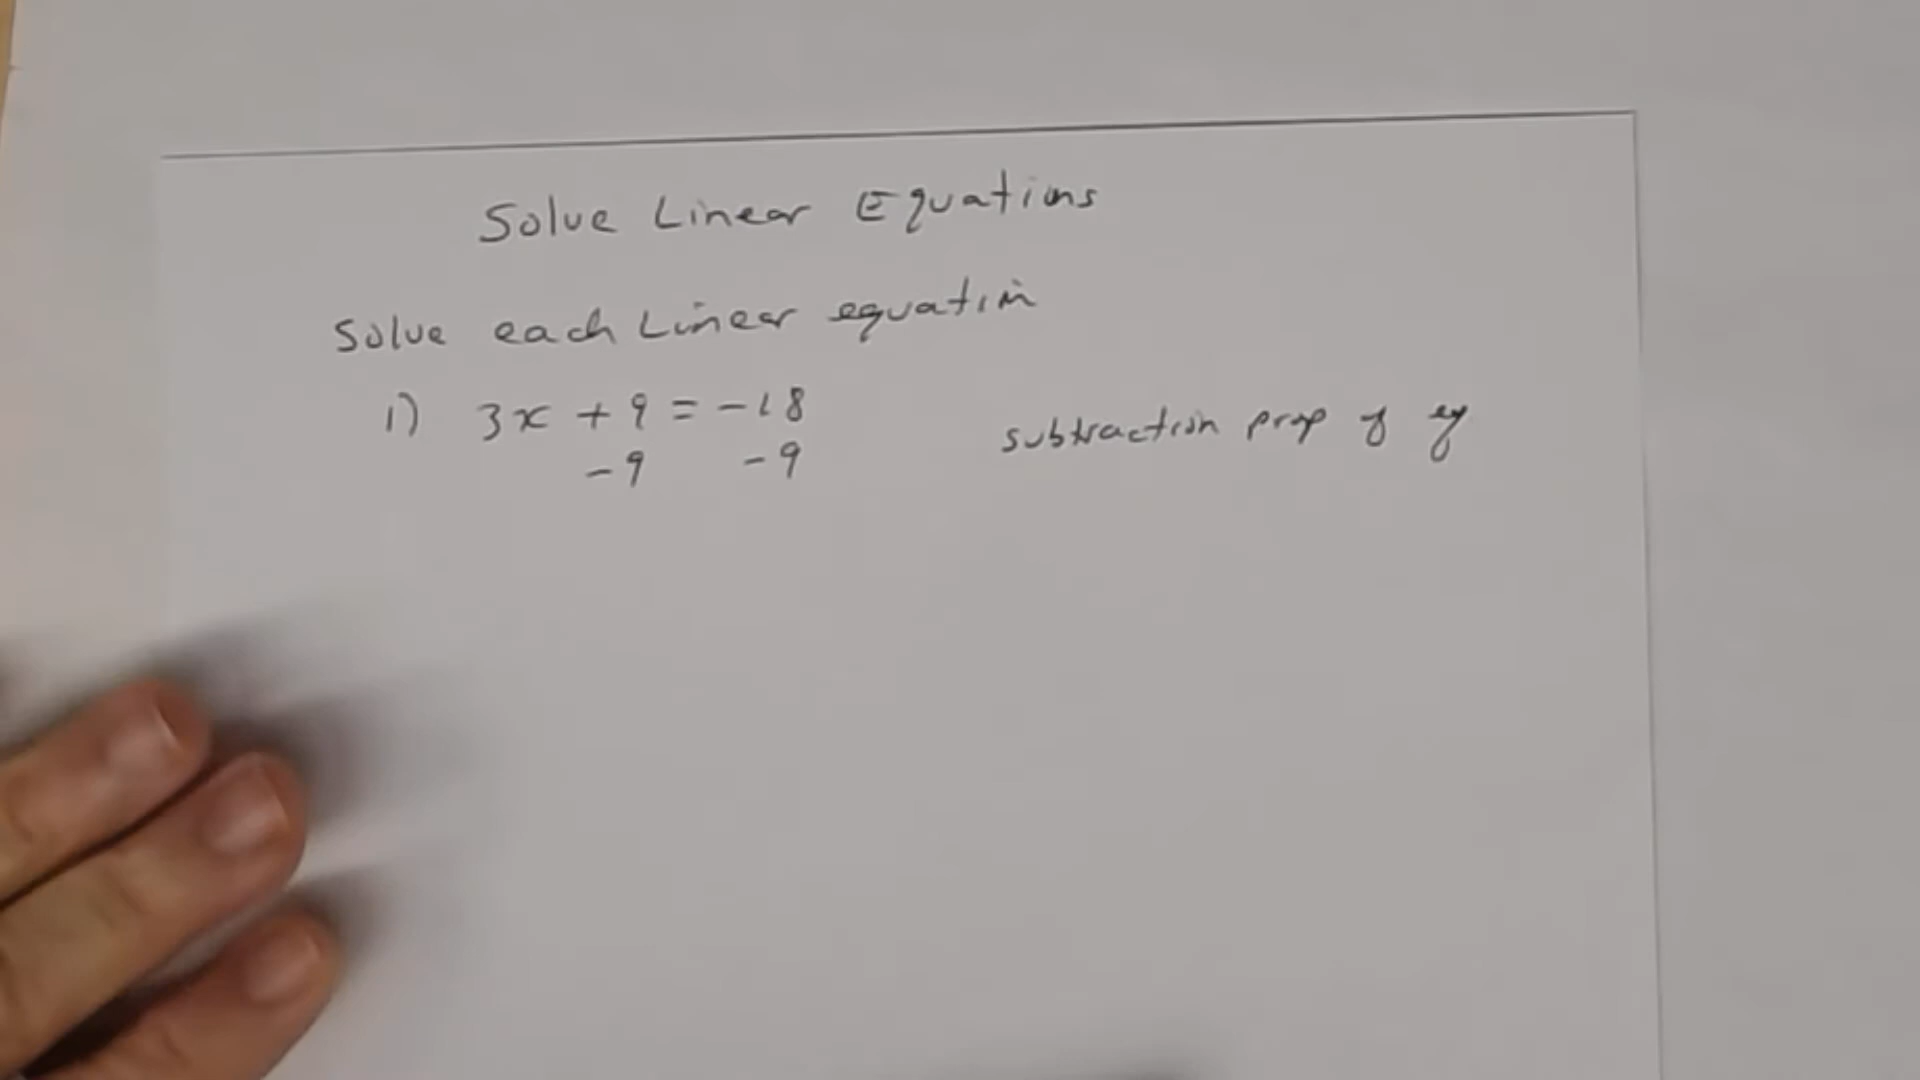 Solve Linear Equations
Solve each Linear equation
1) 3x + 9 = -18 subtraction prop of eq
-9 -9